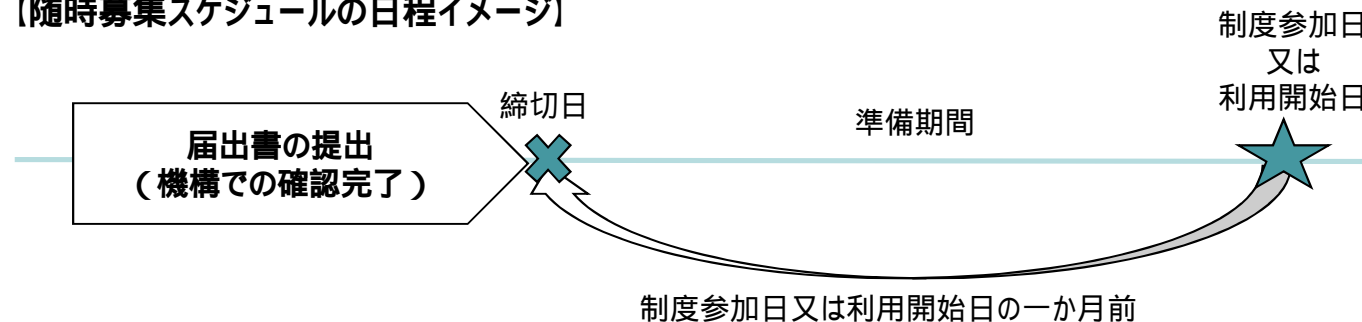 【随時募集スケジュールの日程イメージ】
制度参加日
又は
利用開始日
締切日
準備期間
届出書の提出
（機構での確認完了）
制度参加日又は利用開始日の一か月前